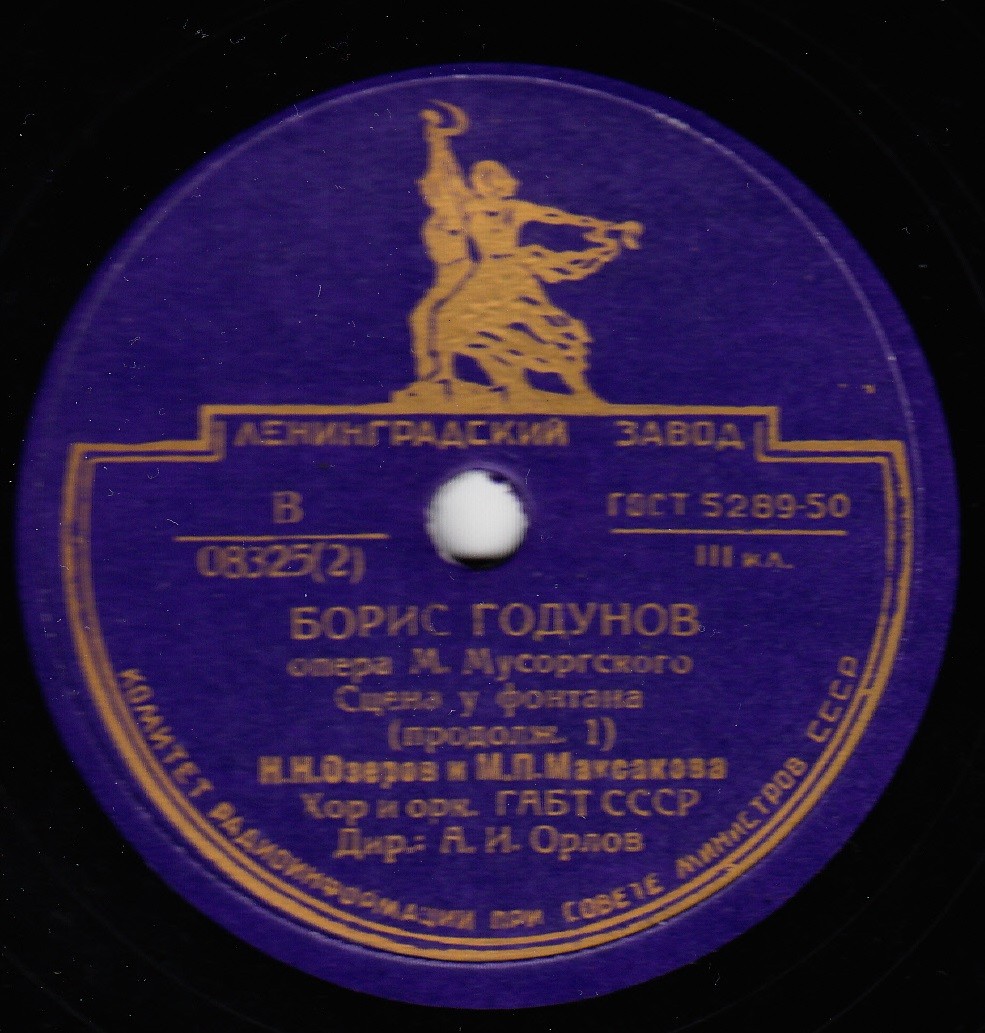 ЛЕНИНГРАДСКИЙ ЗАВОД
В
08325(2)
ГОСТ 5289-50
III кл.
БОРИС ГОДУНОВ
опера М. Мусоргского
Сцена у фонтана
(продолж. 1)
Н.Н.Озеров и М.П.Максакова
Хор и орк. ГАБТ СССР
Дир.: А. И. Орлов
КОМИТЕТ РАДИОИНФОРМАЦИИ ПРИ СОВЕТЕ МИНИСТРОВ СССР